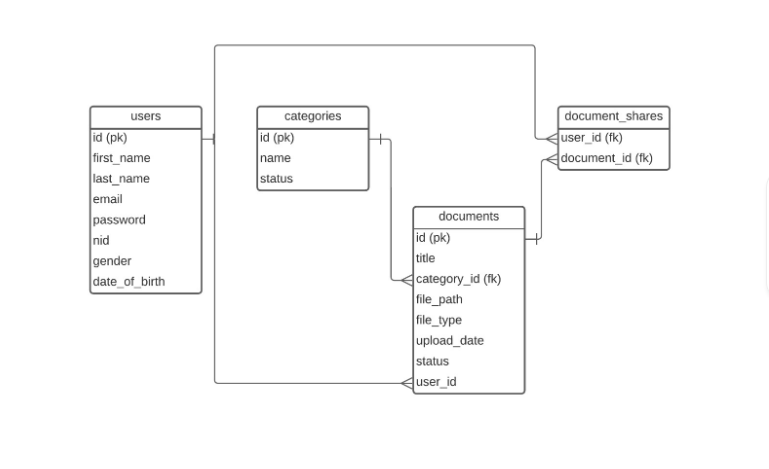 users
id (pk)
first_name
last_name
email
password
nid
gender
date_of_birth
categories
id (pk)
name
status
documents
id (pk)
title
category_id (fk)
file_path
file_type
upload_date
status
user_id
document_shares
user_id (fk)
document_id (fk)